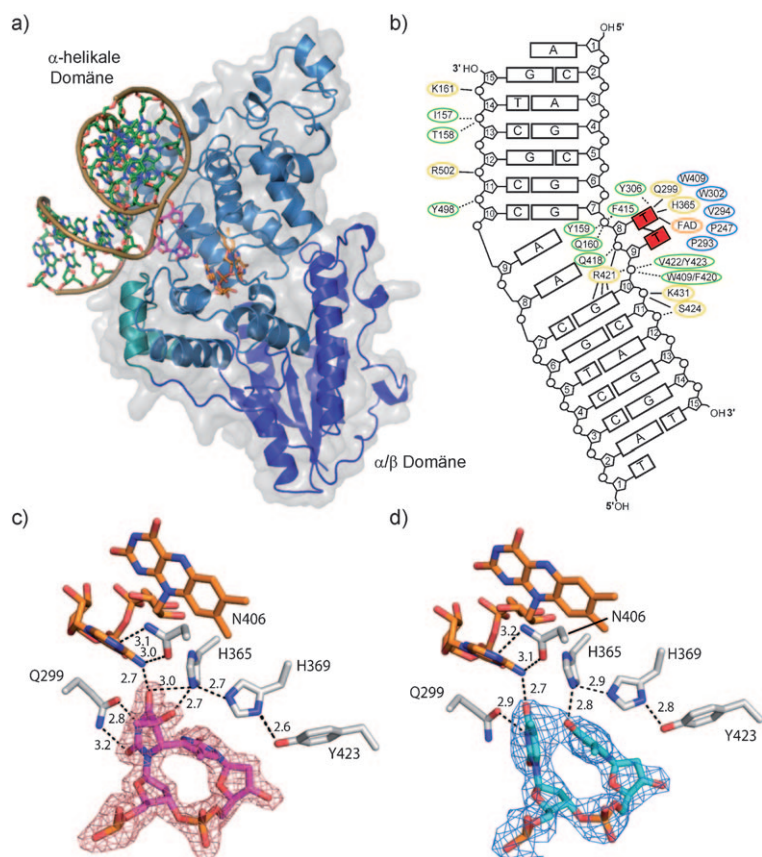 a)
α-helikale
Domäne
α/β Domäne
b)
OH 5'
A 1
3' HO 15 G C 2
K161
14 T A 3
I157
T158
13 C G 4
12 G C 5
R502
11 C G 6
Y498
10 C G 7
W409
Y306 Q299 W302
F415 H365 V294
8 T FAD P247
Y159
Q160
T P293
9 A
Q418
V422/Y423
R421
W409/F420
8 A
K431
10
S424
7 C G
11
6 G C
12
5 T A
13
4 C G
14
3 C G
15
OH 3'
2 A T
1 T
5' OH
c)
N406
3.1
3.0
H365
2.7
3.0
2.7
H369
Q299
2.8
2.7
2.6
3.2
Y423
d)
N406
3.2
3.1
H365
2.7
2.9
H369
Q299
2.9
2.8
2.8
Y423